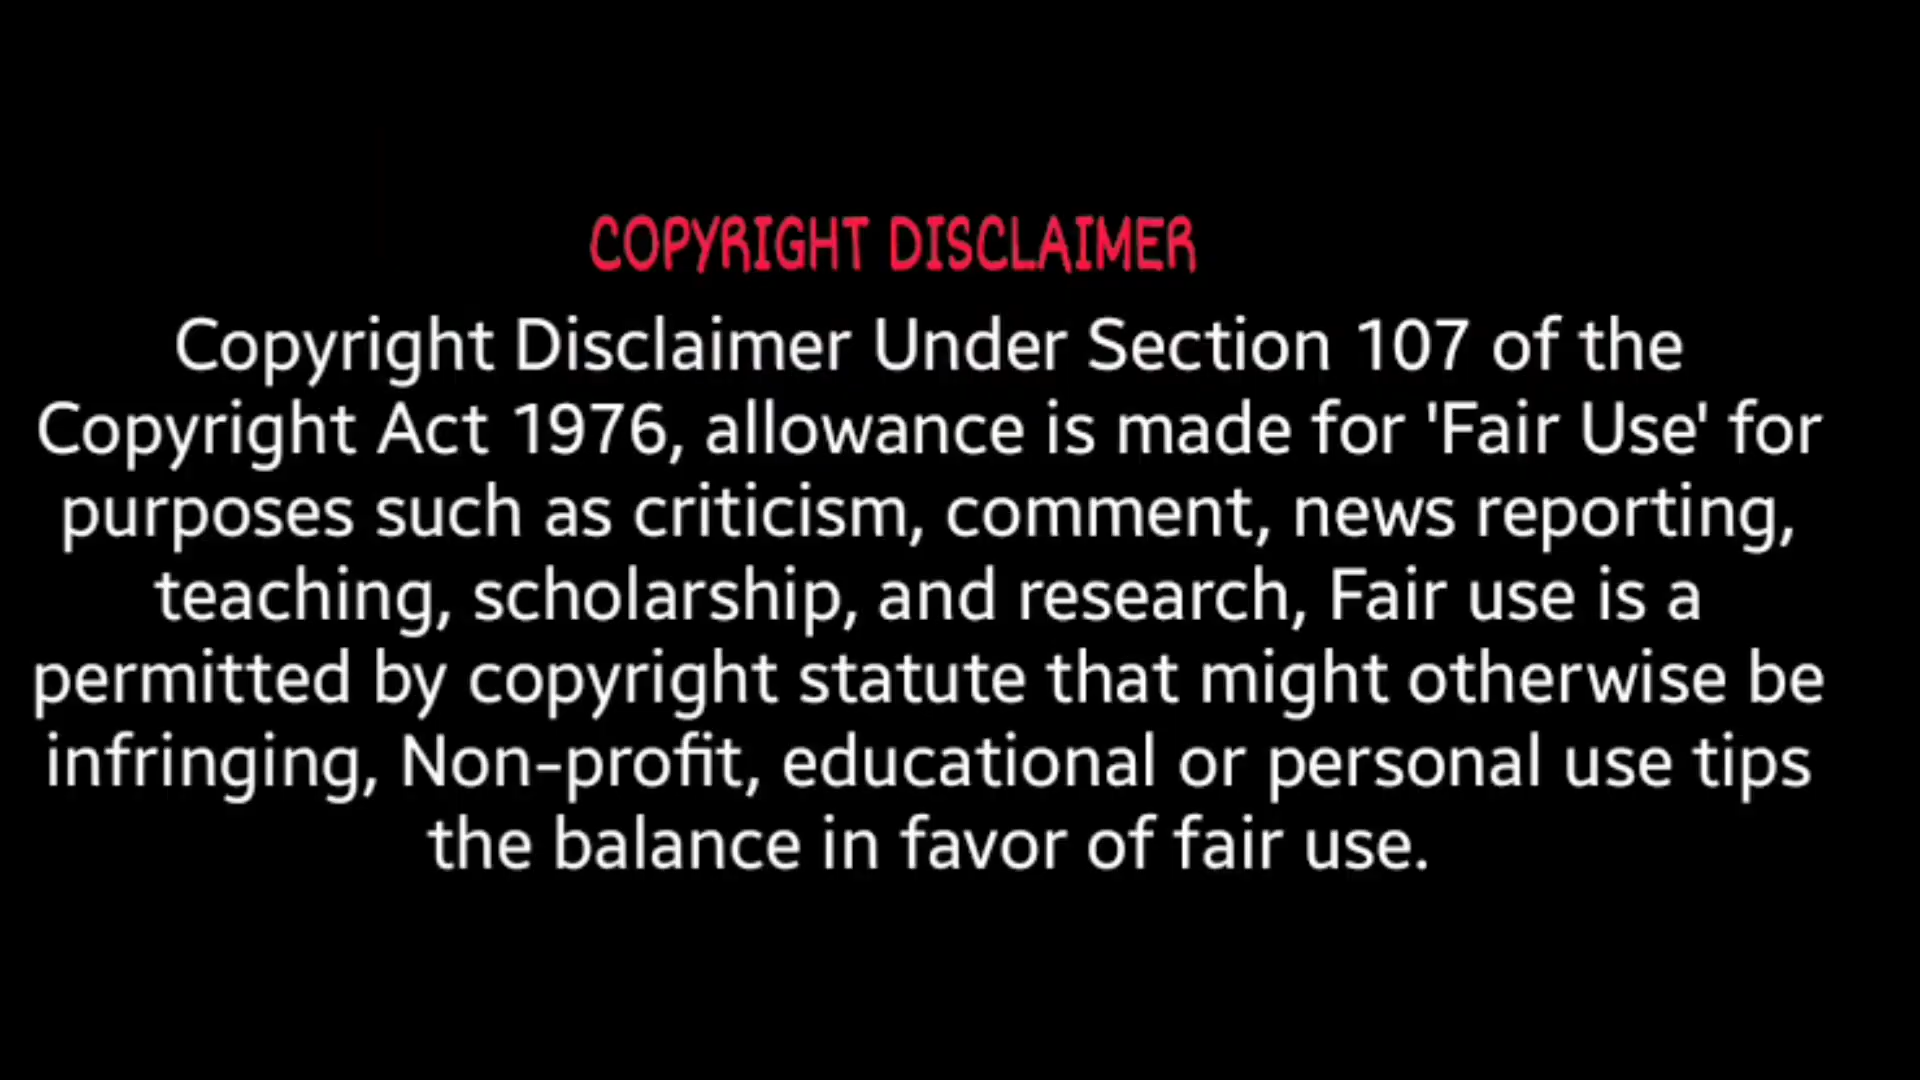 COPYRIGHT DISCLAIMER
Copyright Disclaimer Under Section 107 of the
Copyright Act 1976, allowance is made for 'Fair Use' for
purposes such as criticism, comment, news reporting,
teaching, scholarship, and research, Fair use is a
permitted by copyright statute that might otherwise be
infringing, Non-profit, educational or personal use tips
the balance in favor of fair use.